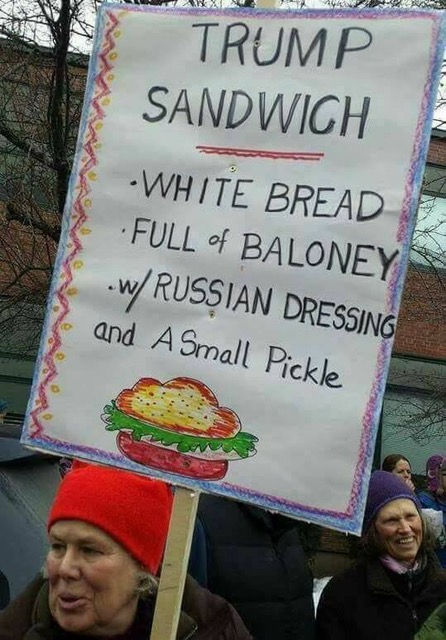 TRUMP
SANDWICH
•WHITE BREAD
•FULL of BALONEY
•w/ RUSSIAN DRESSING
and A Small Pickle